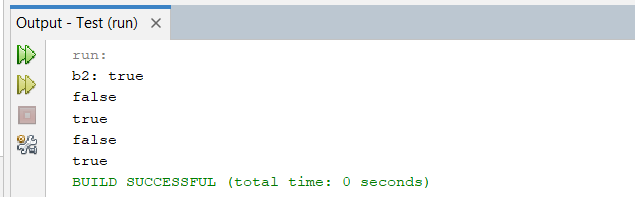 Output - Test (run) ×
run:
b2: true
false
true
false
true
BUILD SUCCESSFUL (total time: 0 seconds)